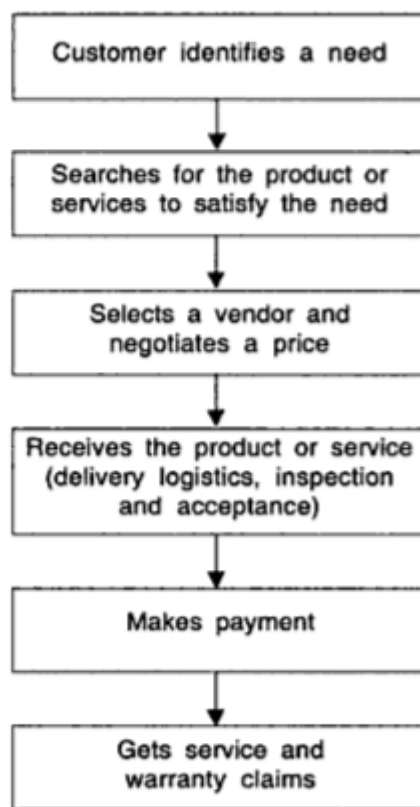 Customer identifies a need
Searches for the product or
services to satisfy the need
Selects a vendor and
negotiates a price
Receives the product or service
(delivery logistics, inspection
and acceptance)
Makes payment
Gets service and
warranty claims